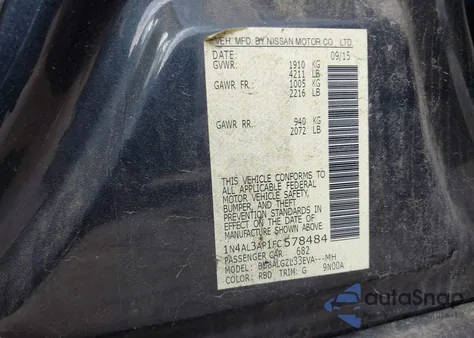 VEH. MFD. BY NISSAN MOTOR CO., LTD.
DATE: 09/15
GVWR: 1910 KG
4211 LB
GAWR FR.: 1005 KG
2216 LB
GAWR RR.: 940 KG
2072 LB
THIS VEHICLE CONFORMS TO
ALL APPLICABLE FEDERAL
MOTOR VEHICLE SAFETY,
BUMPER, AND THEFT
PREVENTION STANDARDS IN
EFFECT ON THE DATE OF
MANUFACTURE SHOWN ABOVE.
1N4AL3AP1FC578484
PASSENGER CAR 682
MODEL: MH
COLOR: RBD TRIM: G 9N00A
autoSnap